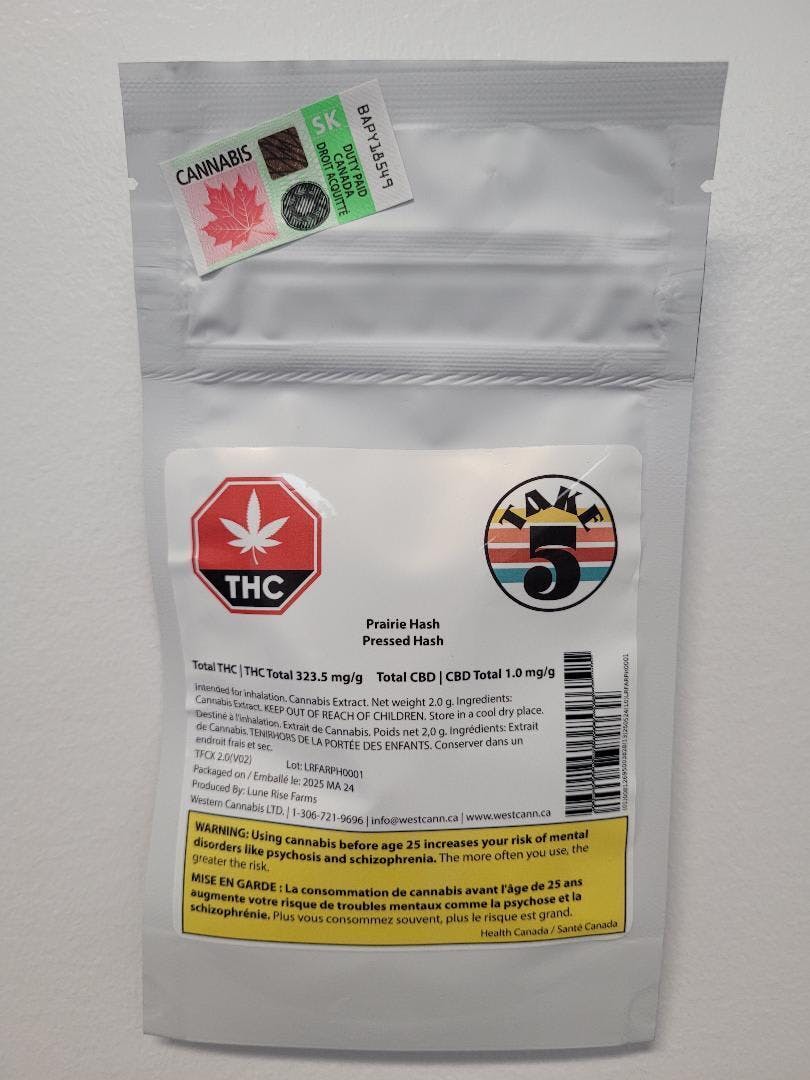 CANNABIS
SK
DUTY PAID
CANADA
DROIT ACQUITTÉ
BAPY18549
THC
TAKE
5
Prairie Hash
Pressed Hash
Total THC | THC Total 323.5 mg/g Total CBD | CBD Total 1.0 mg/g
Intended for inhalation. Cannabis Extract. Net weight 2.0 g. Ingredients:
Cannabis Extract. KEEP OUT OF REACH OF CHILDREN. Store in a cool dry place.
Destiné à l'inhalation. Extrait de Cannabis. Poids net 2,0 g. Ingrédients: Extrait
de Cannabis. TENIRHORS DE LA PORTÉE DES ENFANTS. Conserver dans un
endroit frais et sec.
TFCX 2.0(V02) Lot: LRFARPH0001
Packaged on / Emballé le: 2025 MA 24
Produced By: Lune Rise Farms
Western Cannabis LTD. | 1-306-721-9696 | info@westcann.ca | www.westcann.ca
WARNING: Using cannabis before age 25 increases your risk of mental
disorders like psychosis and schizophrenia. The more often you use, the
greater the risk.
MISE EN GARDE : La consommation de cannabis avant l'âge de 25 ans
augmente votre risque de troubles mentaux comme la psychose et la
schizophrénie. Plus vous consommez souvent, plus le risque est grand.
Health Canada / Santé Canada